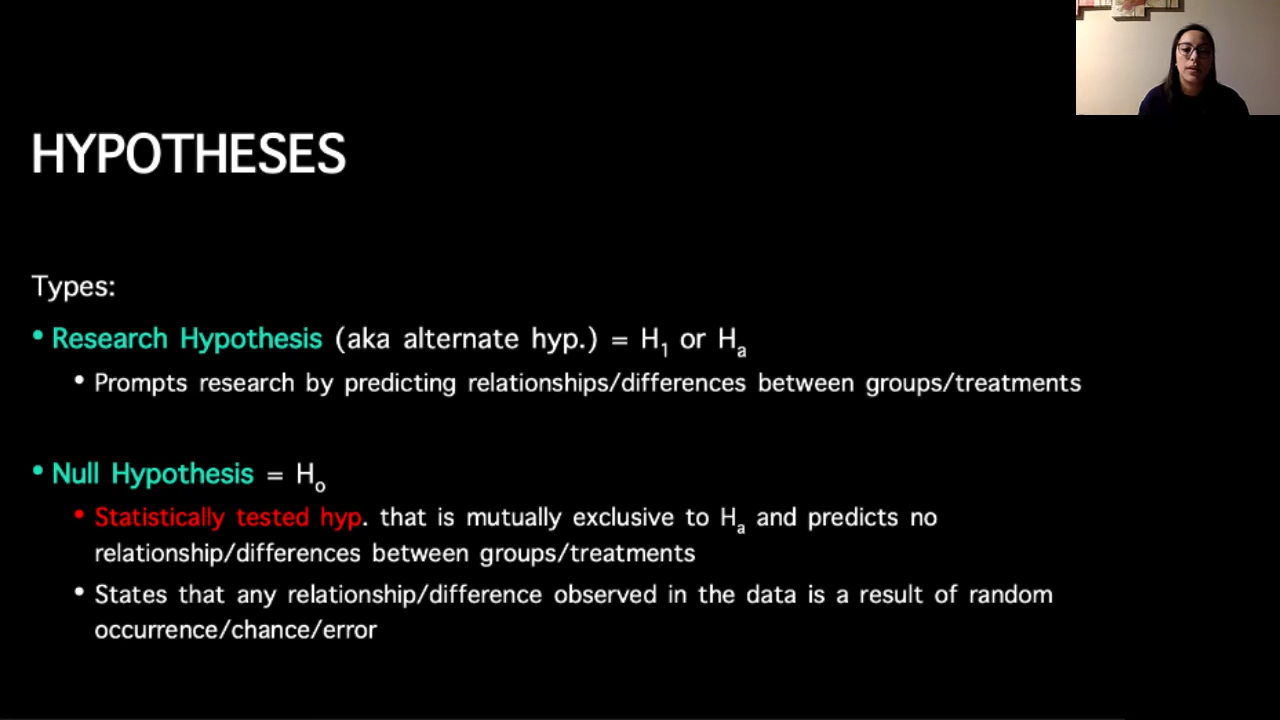 HYPOTHESES
Types:
• Research Hypothesis (aka alternate hyp.) = H₁ or Hₐ
• Prompts research by predicting relationships/differences between groups/treatments
• Null Hypothesis = Hₒ
• Statistically tested hyp. that is mutually exclusive to Hₐ and predicts no
relationship/differences between groups/treatments
• States that any relationship/difference observed in the data is a result of random
occurrence/chance/error